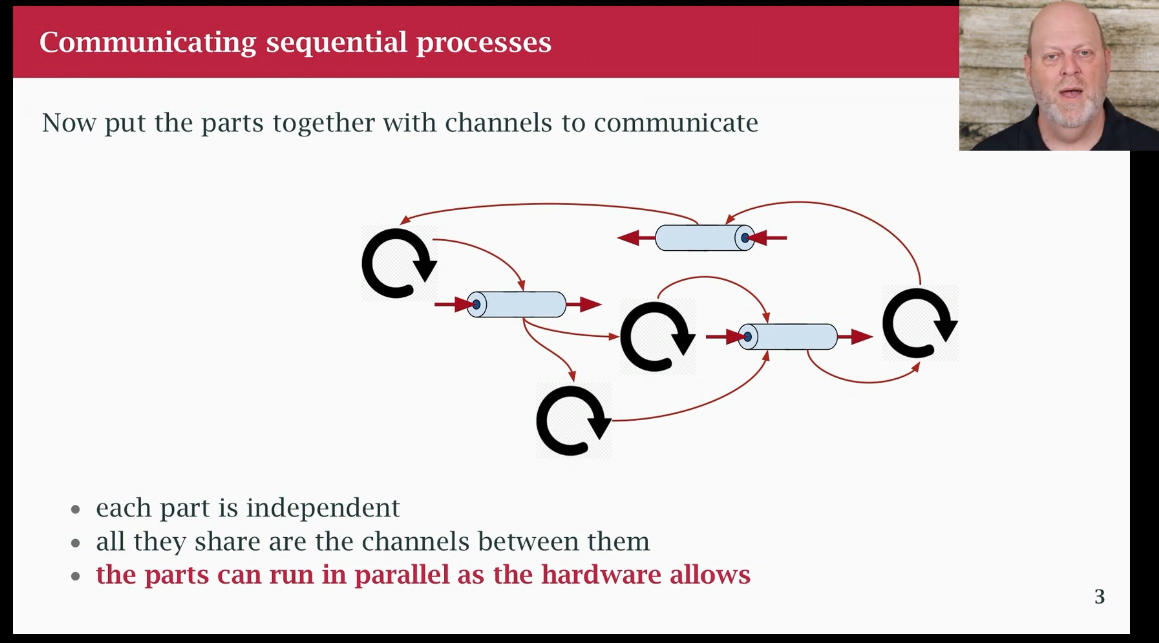 Communicating sequential processes
Now put the parts together with channels to communicate
each part is independent
all they share are the channels between them
the parts can run in parallel as the hardware allows
3